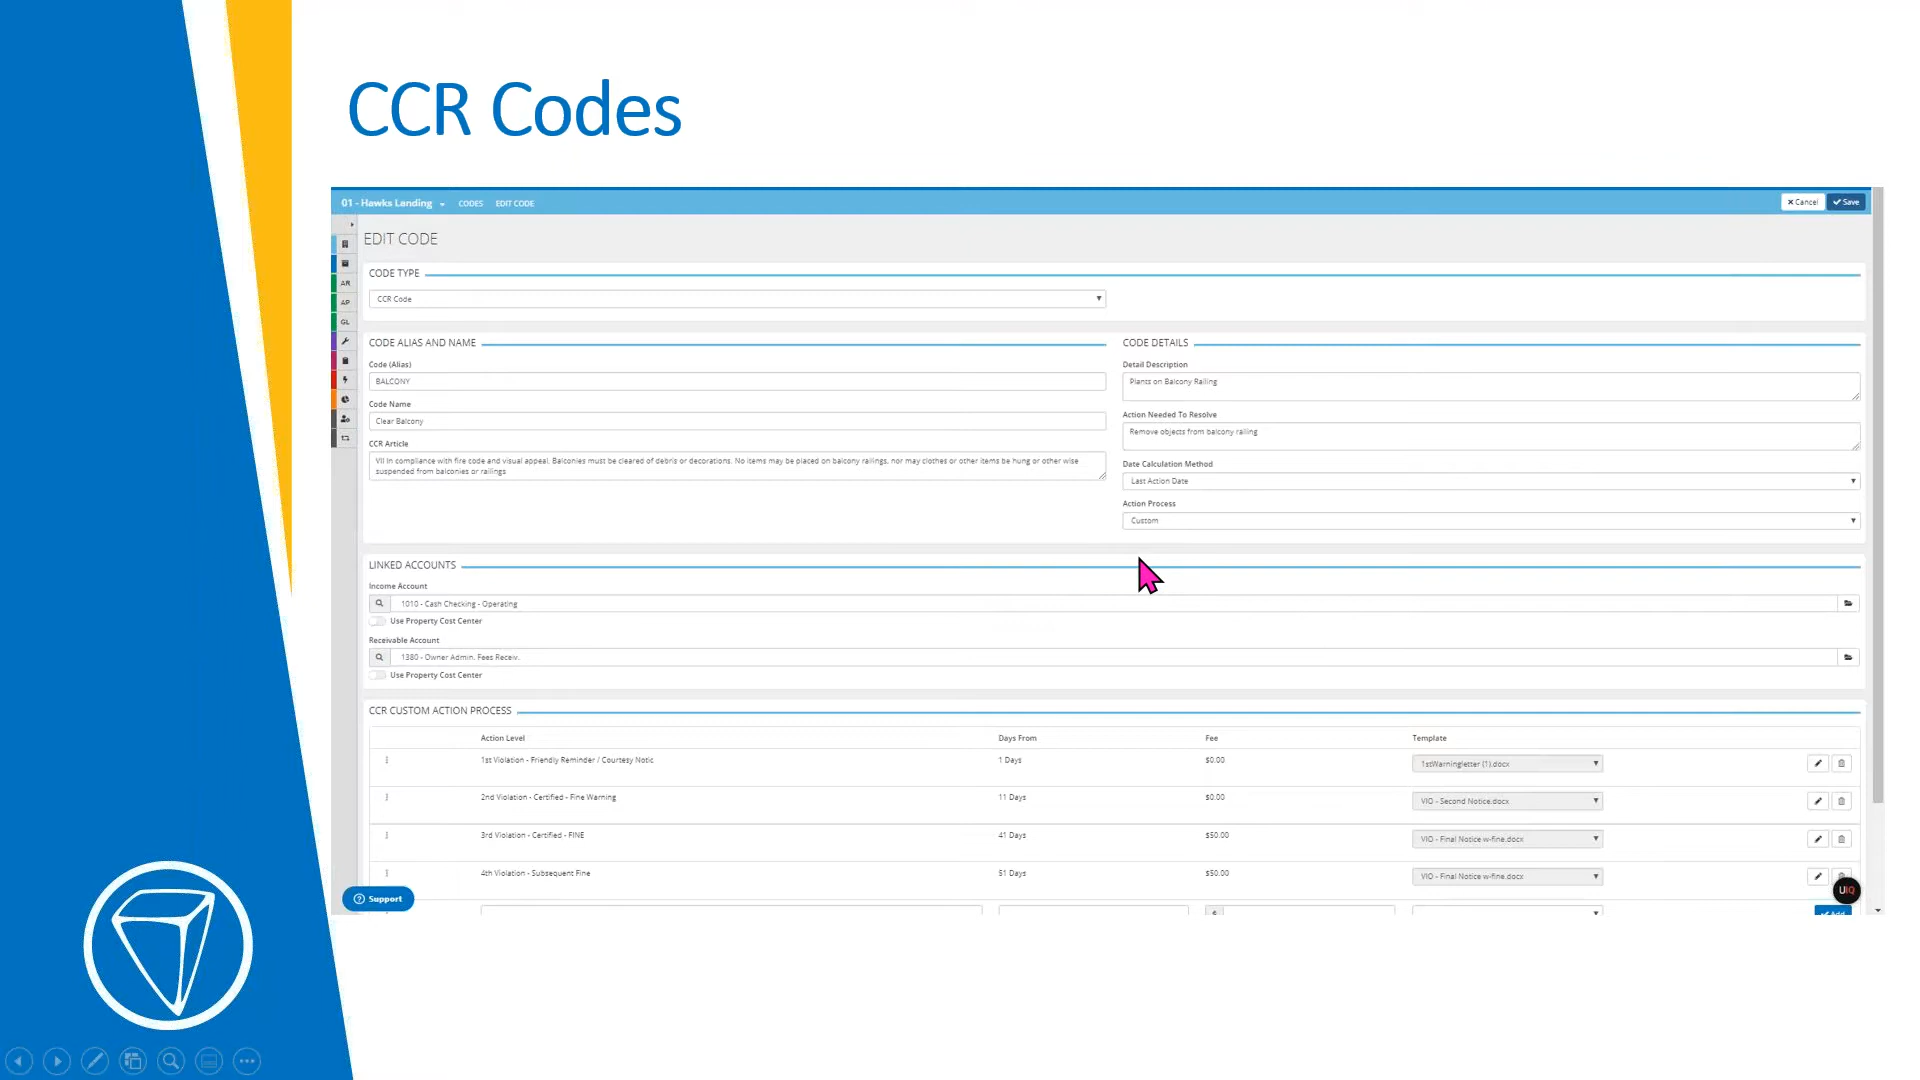 CCR Codes
01 - Hawks Landing CODES EDIT CODE Cancel Save
EDIT CODE
AR
AP
GL
CODE TYPE
CCR Code
CODE ALIAS AND NAME
Code (Alias)
BALCONY
Code Name
Clear Balcony
CCR Article
VII In compliance with fire code and visual appeal. Balconies must be cleared of debris or decorations. No items may be placed on balcony railings, nor may clothes or other items be hung or other wise
suspended from balconies or railings
CODE DETAILS
Detail Description
Plants on Balcony Railing
Action Needed To Resolve
Remove objects from balcony railing
Date Calculation Method
Last Action Date
Action Process
Custom
LINKED ACCOUNTS
Income Account
1010 - Cash Checking - Operating
Use Property Cost Center
Receivable Account
1380 - Owner Admin. Fees Receiv.
Use Property Cost Center
CCR CUSTOM ACTION PROCESS
Action Level Days From Fee Template
1st Violation - Friendly Reminder / Courtesy Notic 1 Days $0.00 1stWarningletter (1).docx
2nd Violation - Certified - Fine Warning 11 Days $0.00 VIO - Second Notice.docx
3rd Violation - Certified - FINE 41 Days $50.00 VIO - Final Notice w-fine.docx
4th Violation - Subsequent Fine 51 Days $50.00 VIO - Final Notice w-fine.docx
Support
UIQ
Add